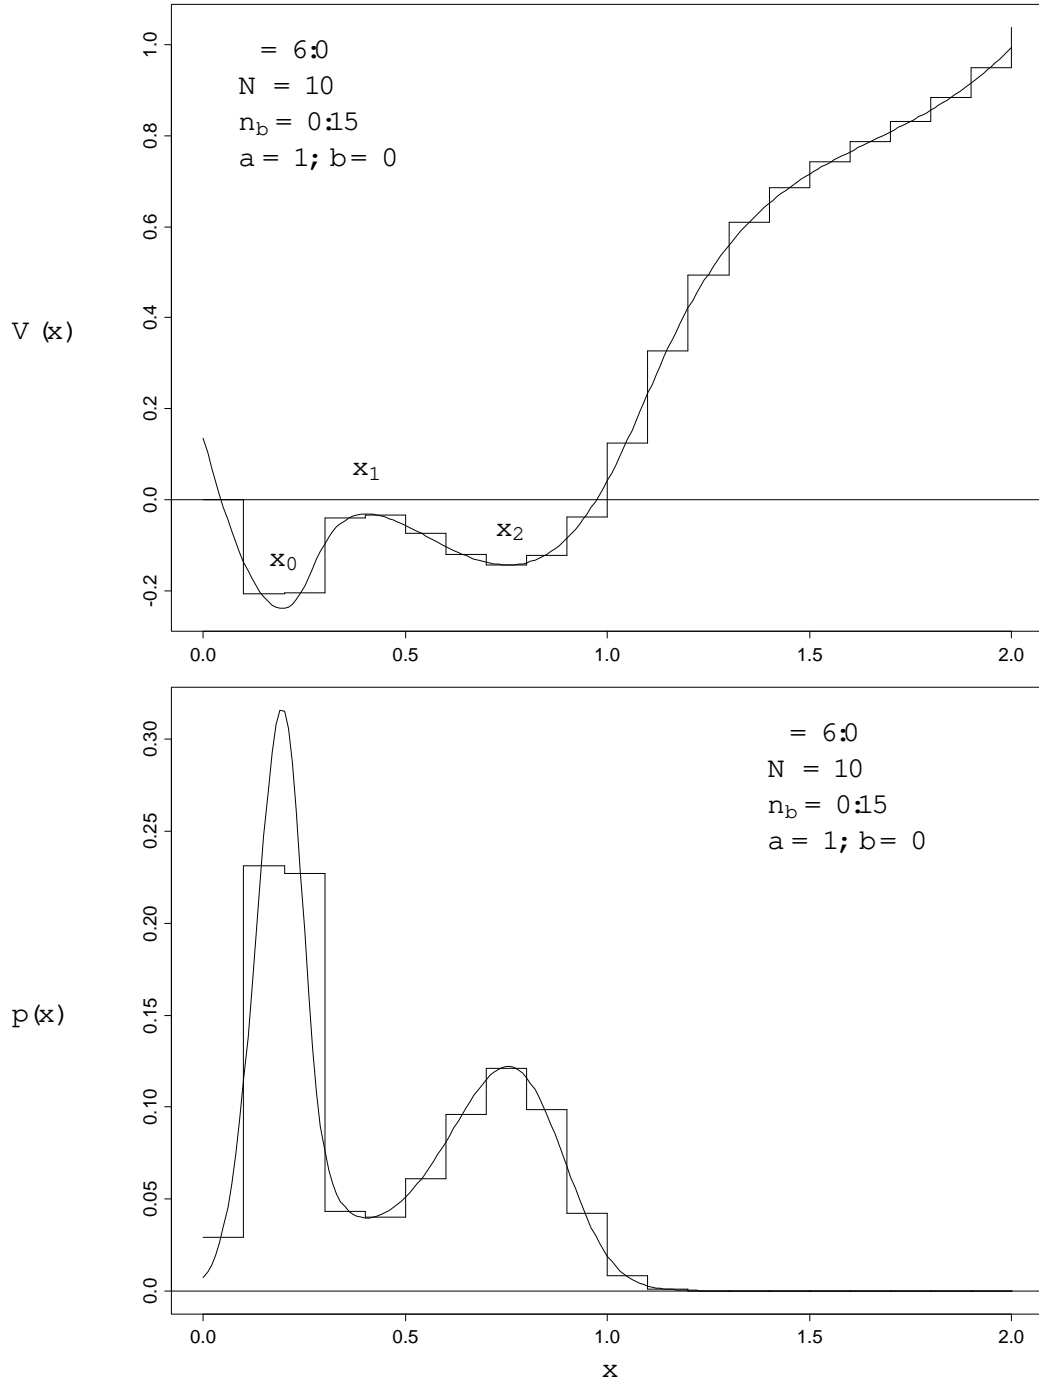 = 6:0
N = 10
n_b = 0:15
a = 1; b = 0
1.0
0.8
0.6
0.4
0.2
0.0
-0.2
V (x)
x_1
x_0
x_2
0.0 0.5 1.0 1.5 2.0
= 6:0
N = 10
n_b = 0:15
a = 1; b = 0
0.30
0.25
0.20
0.15
0.10
0.05
0.0
p(x)
0.0 0.5 1.0 1.5 2.0
x